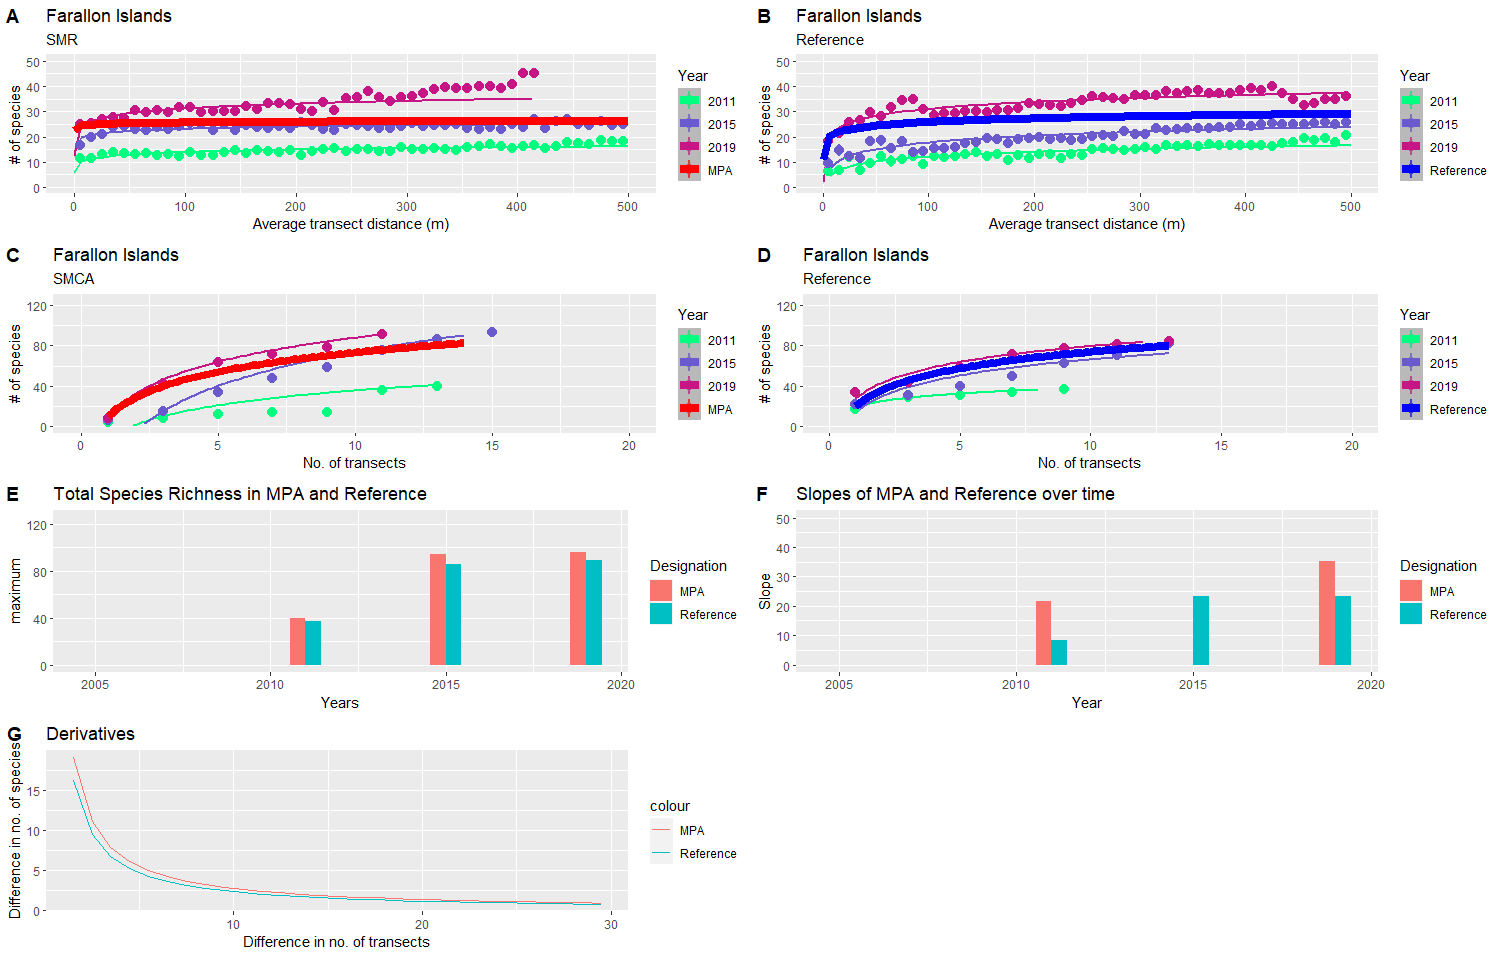 A Farallon Islands
SMR
# of species
50
40
30
20
10
0
0 100 200 300 400 500
Average transect distance (m)
Year
2011
2015
2019
MPA
B Farallon Islands
Reference
# of species
50
40
30
20
10
0
0 100 200 300 400 500
Average transect distance (m)
Year
2011
2015
2019
Reference
C Farallon Islands
SMCA
# of species
120
80
40
0
0 5 10 15 20
No. of transects
Year
2011
2015
2019
MPA
D Farallon Islands
Reference
# of species
120
80
40
0
0 5 10 15 20
No. of transects
Year
2011
2015
2019
Reference
E Total Species Richness in MPA and Reference
maximum
120
80
40
0
2005 2010 2015 2020
Years
Designation
MPA
Reference
F Slopes of MPA and Reference over time
Slope
50
40
30
20
10
0
2005 2010 2015 2020
Year
Designation
MPA
Reference
G Derivatives
Difference in no. of species
15
10
5
0
10 20 30
Difference in no. of transects
colour
MPA
Reference